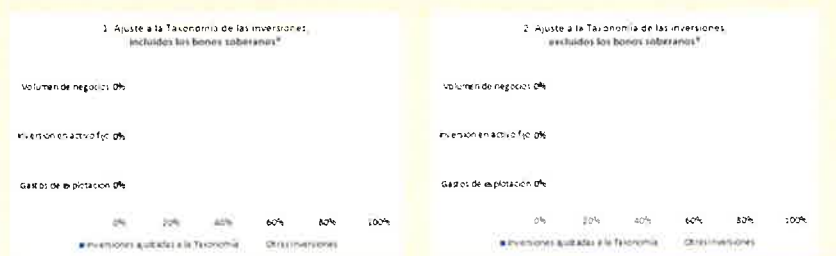 1. Ajuste a la Taxonomía de las inversiones,
incluidos los bonos soberanos*
Volumen de negocios 0%
Inversión en activo fijo 0%
Gastos de explotación 0%
0% 20% 40% 60% 80% 100%
Inversiones ajustadas a la Taxonomía Otras inversiones
2. Ajuste a la Taxonomía de las inversiones,
excluidos los bonos soberanos*
Volumen de negocios 0%
Inversión en activo fijo 0%
Gastos de explotación 0%
0% 20% 40% 60% 80% 100%
Inversiones ajustadas a la Taxonomía Otras inversiones